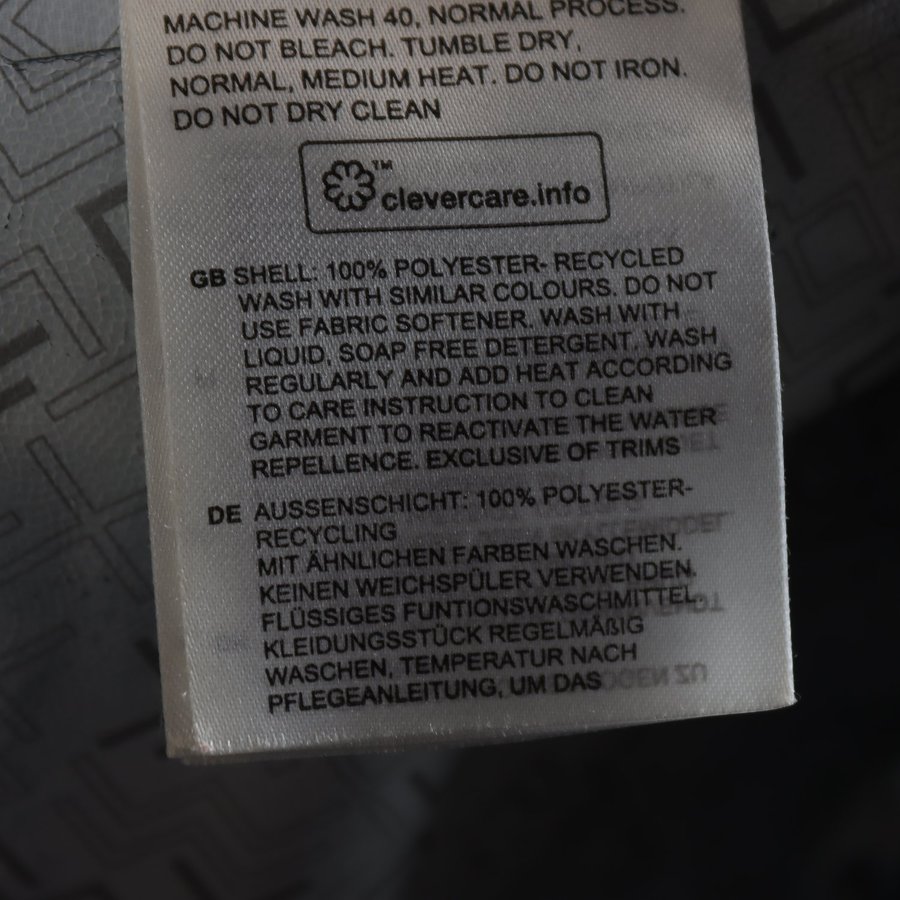 MACHINE WASH 40, NORMAL PROCESS.
DO NOT BLEACH. TUMBLE DRY,
NORMAL, MEDIUM HEAT. DO NOT IRON.
DO NOT DRY CLEAN
™
clevercare.info
GB SHELL: 100% POLYESTER- RECYCLED
WASH WITH SIMILAR COLOURS. DO NOT
USE FABRIC SOFTENER. WASH WITH
LIQUID, SOAP FREE DETERGENT. WASH
REGULARLY AND ADD HEAT ACCORDING
TO CARE INSTRUCTION TO CLEAN
GARMENT TO REACTIVATE THE WATER
REPELLENCE. EXCLUSIVE OF TRIMS
DE AUSSENSCHICHT: 100% POLYESTER-
RECYCLING
MIT ÄHNLICHEN FARBEN WASCHEN.
KEINEN WEICHSPÜLER VERWENDEN.
FLÜSSIGES FUNTIONSWASCHMITTEL.
KLEIDUNGSSTÜCK REGELMÄßIG
WASCHEN, TEMPERATUR NACH
PFLEGEANLEITUNG, UM DAS